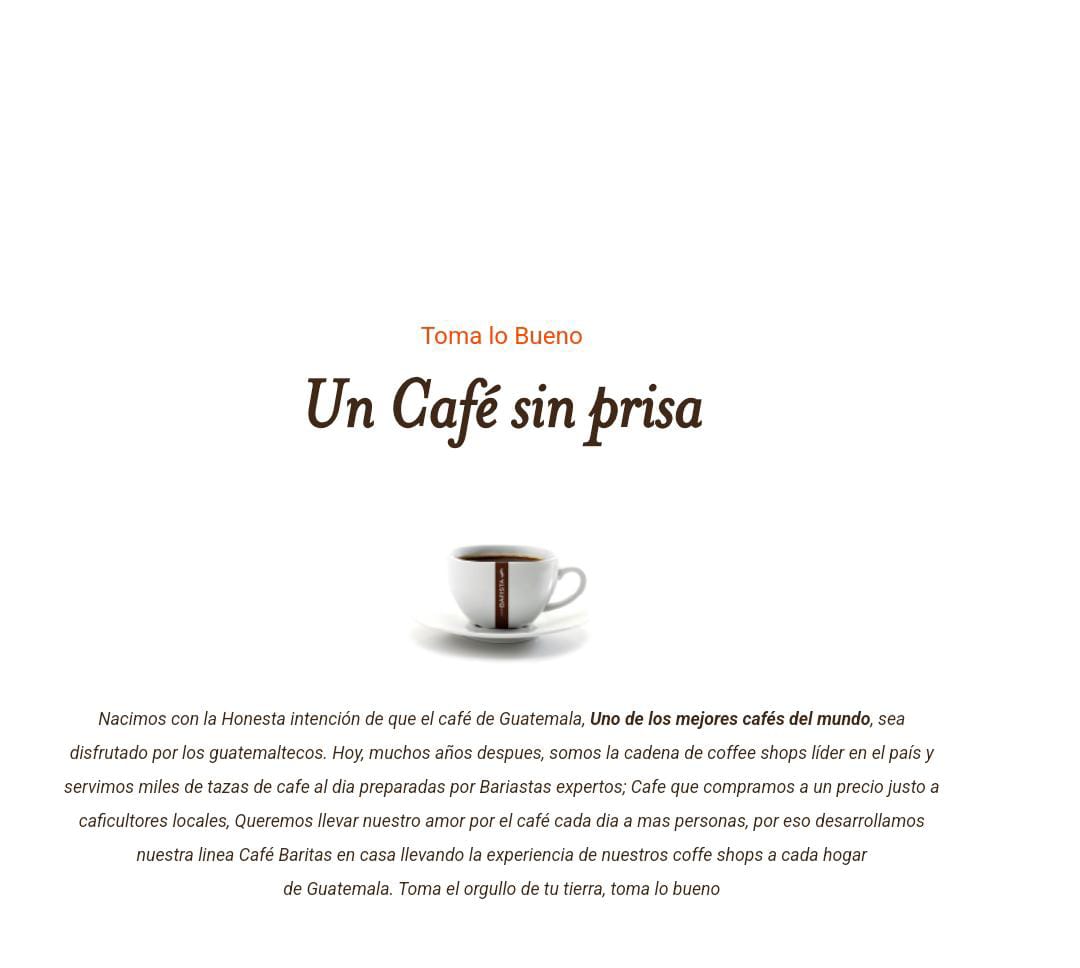 Toma lo Bueno
Un Café sin prisa
BARISTA
Nacimos con la Honesta intención de que el café de Guatemala, Uno de los mejores cafés del mundo, sea
disfrutado por los guatemaltecos. Hoy, muchos años despues, somos la cadena de coffee shops líder en el país y
servimos miles de tazas de cafe al dia preparadas por Bariastas expertos; Cafe que compramos a un precio justo a
caficultores locales, Queremos llevar nuestro amor por el café cada dia a mas personas, por eso desarrollamos
nuestra linea Café Baritas en casa llevando la experiencia de nuestros coffe shops a cada hogar
de Guatemala. Toma el orgullo de tu tierra, toma lo bueno